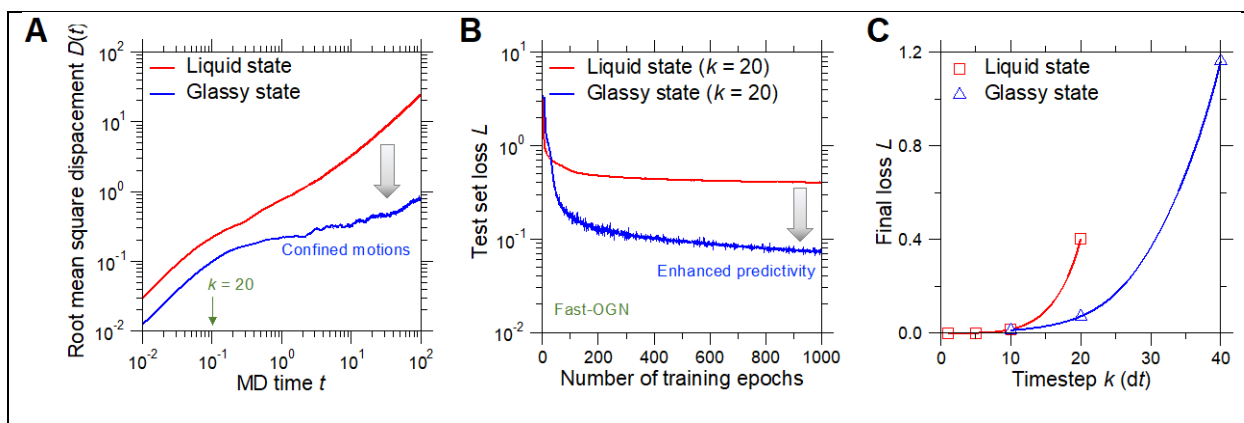 A
Root mean square dispacement D(t)
10²
10¹
10⁰
10⁻¹
10⁻²
Liquid state
Glassy state
Confined motions
k = 20
10⁻² 10⁻¹ 10⁰ 10¹ 10²
MD time t
B
Test set loss L
10¹
10⁰
10⁻¹
10⁻²
Liquid state (k = 20)
Glassy state (k = 20)
Enhanced predictivity
Fast-OGN
0 200 400 600 800 1000
Number of training epochs
C
Final loss L
1.2
0.8
0.4
0.0
Liquid state
Glassy state
0 10 20 30 40
Timestep k (dt)